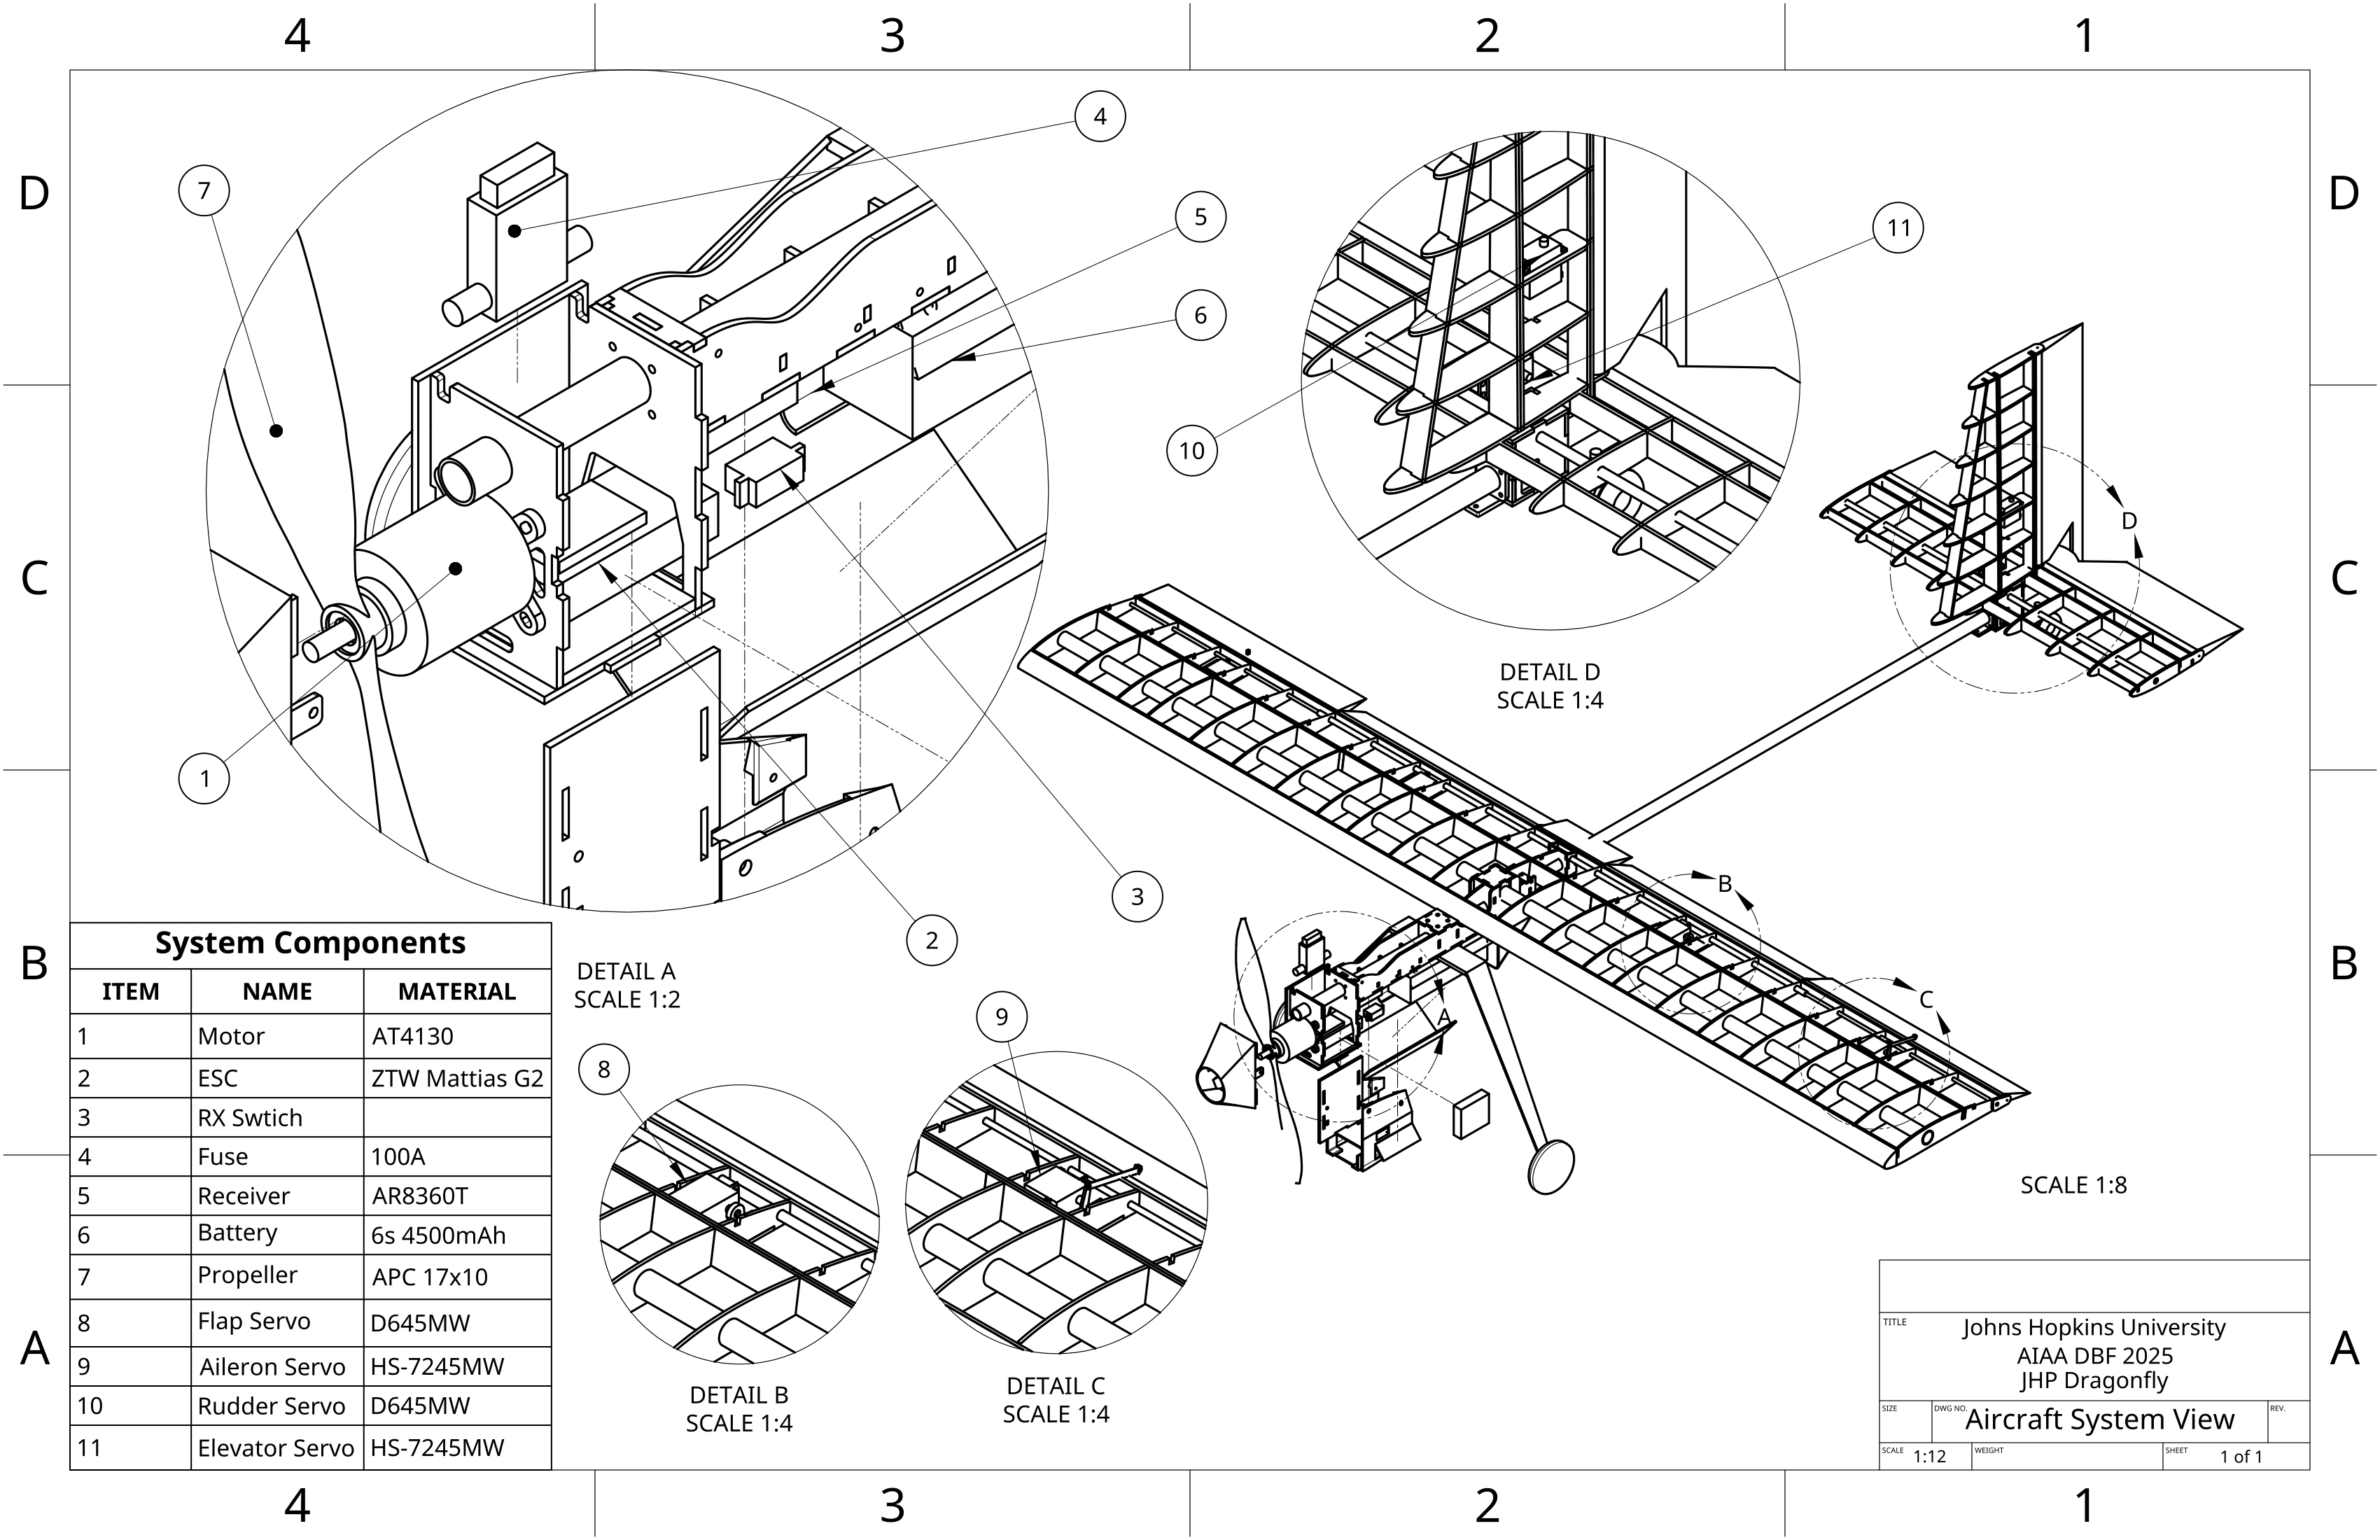 4 3 2 1
D D
C C
B B
A A
7
4
5
6
11
10
1
2
3
DETAIL D
SCALE 1:4
D
B
C
A
System Components
ITEM NAME MATERIAL
1 Motor AT4130
2 ESC ZTW Mattias G2
3 RX Swtich
4 Fuse 100A
5 Receiver AR8360T
6 Battery 6s 4500mAh
7 Propeller APC 17x10
8 Flap Servo D645MW
9 Aileron Servo HS-7245MW
10 Rudder Servo D645MW
11 Elevator Servo HS-7245MW
DETAIL A
SCALE 1:2
8
9
DETAIL B
SCALE 1:4
DETAIL C
SCALE 1:4
SCALE 1:8
TITLE
Johns Hopkins University
AIAA DBF 2025
JHP Dragonfly
SIZE DWG NO. Aircraft System View REV.
SCALE 1:12 WEIGHT SHEET 1 of 1
4 3 2 1